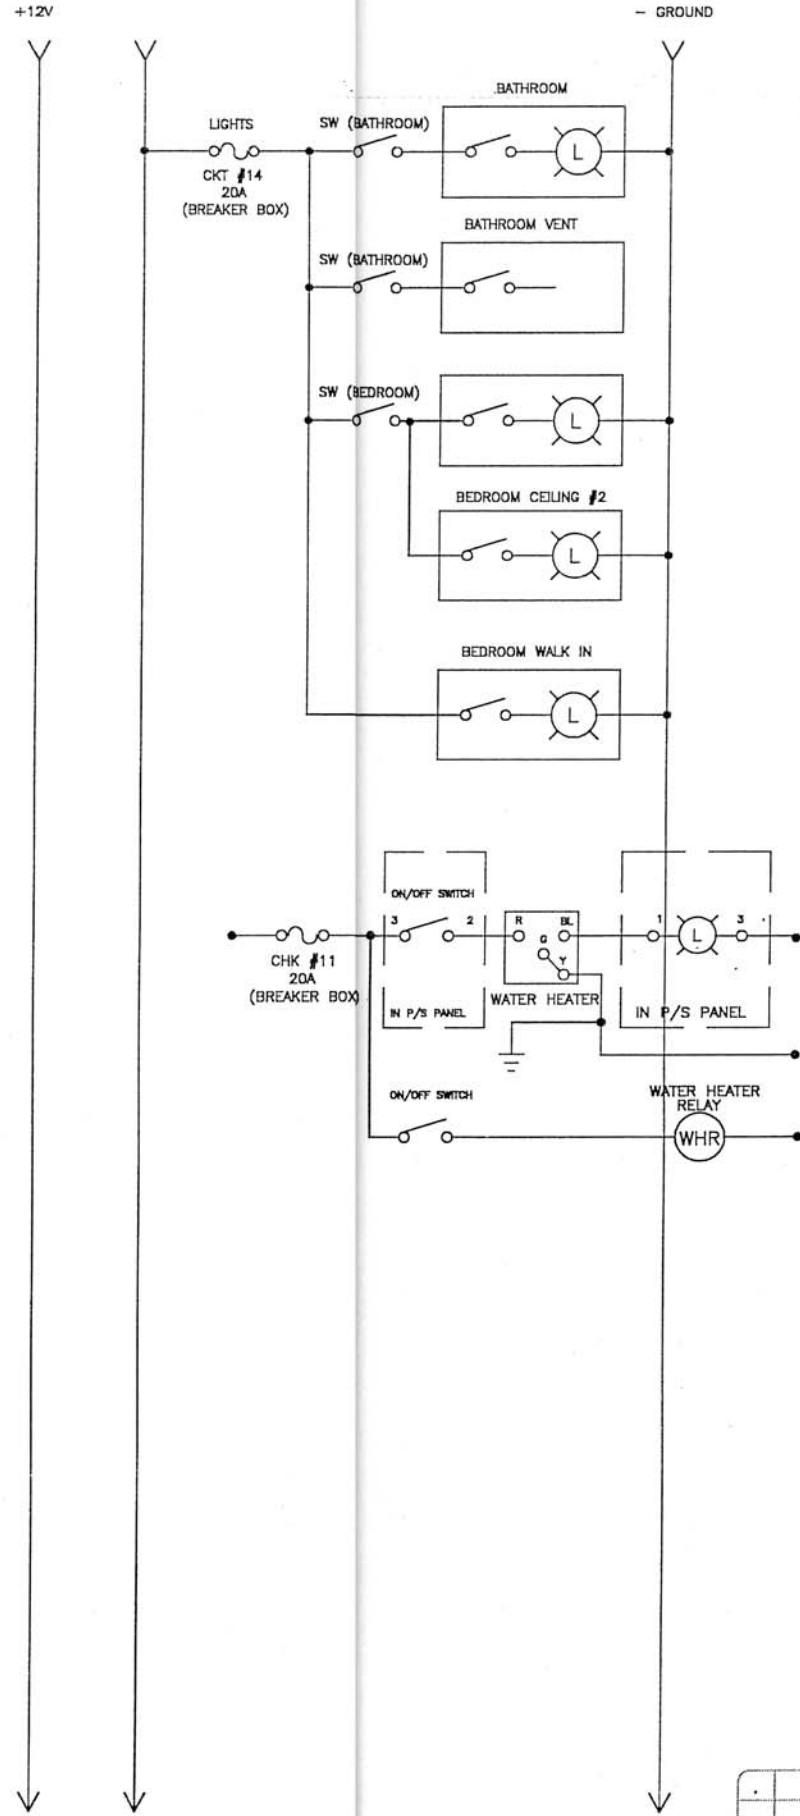 +12V
- GROUND
BATHROOM
LIGHTS
SW (BATHROOM)
L
CKT #14
20A
(BREAKER BOX)
BATHROOM VENT
SW (BATHROOM)
SW (BEDROOM)
L
BEDROOM CEILING #2
L
BEDROOM WALK IN
L
ON/OFF SWITCH
3 2
R BL
G
Y
1 L 3
CHK #11
20A
(BREAKER BOX)
IN P/S PANEL
WATER HEATER
IN P/S PANEL
ON/OFF SWITCH
WATER HEATER
RELAY
WHR